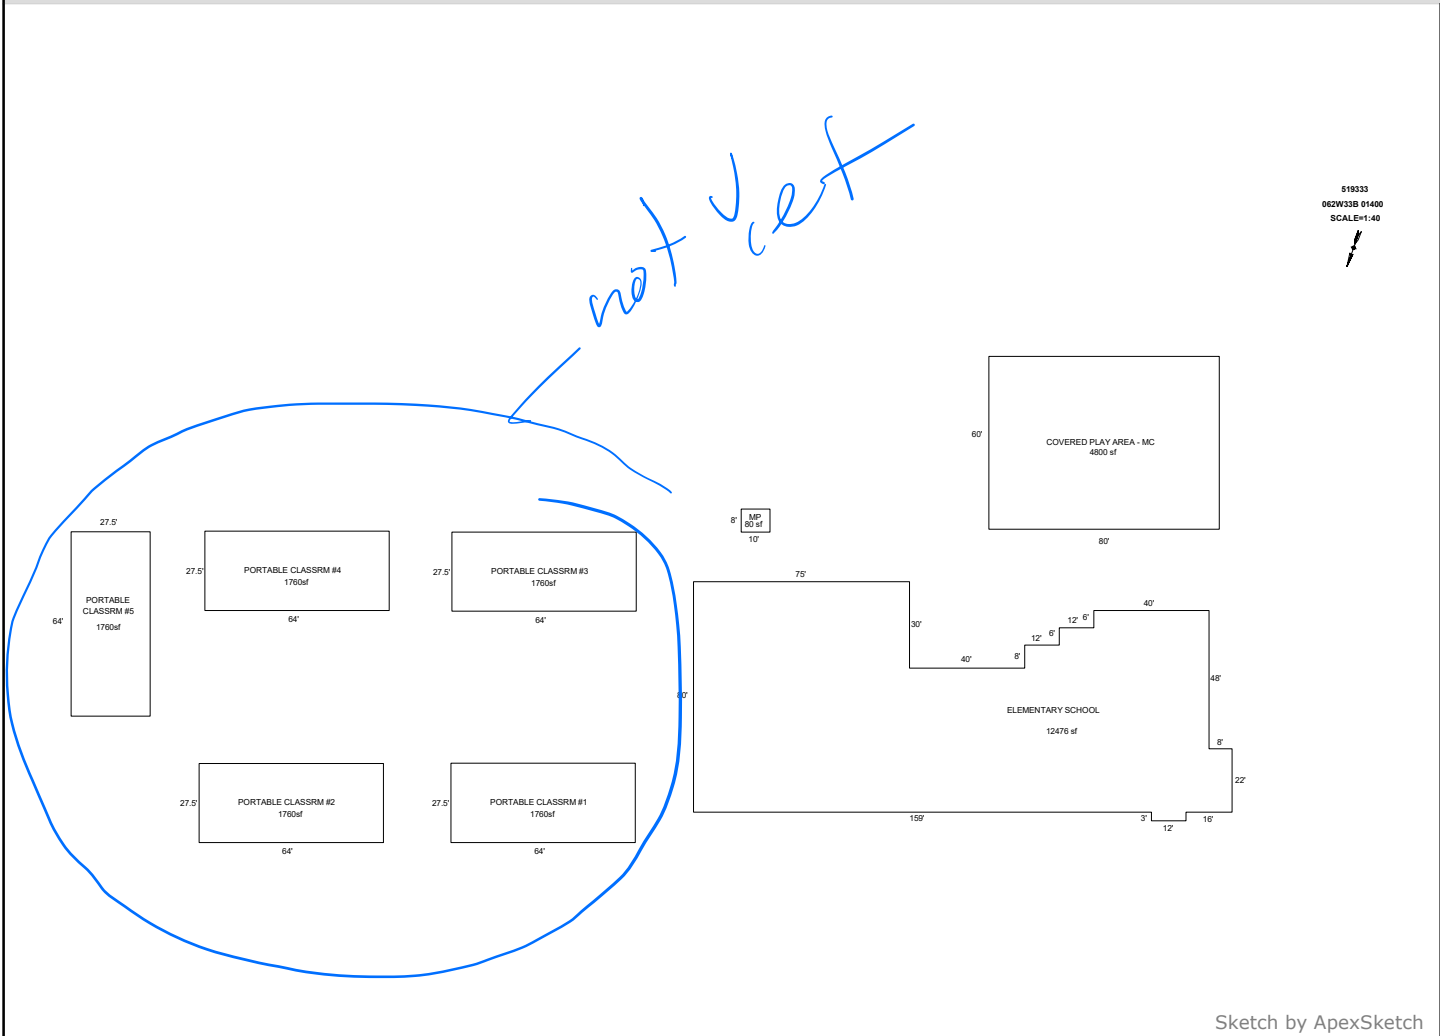 not yet
519333
062W33B 01400
SCALE=1:40
60'
COVERED PLAY AREA - MC
4800 sf
80'
8'
MP
80 sf
10'
27.5'
64'
PORTABLE
CLASSRM #5
1760sf
27.5'
PORTABLE CLASSRM #4
1760sf
64'
27.5'
PORTABLE CLASSRM #3
1760sf
64'
75'
30'
40'
8'
12'
6'
12'
6'
40'
48'
8'
22'
80'
ELEMENTARY SCHOOL
12476 sf
159'
3'
12'
16'
27.5'
PORTABLE CLASSRM #2
1760sf
64'
27.5'
PORTABLE CLASSRM #1
1760sf
64'
Sketch by ApexSketch